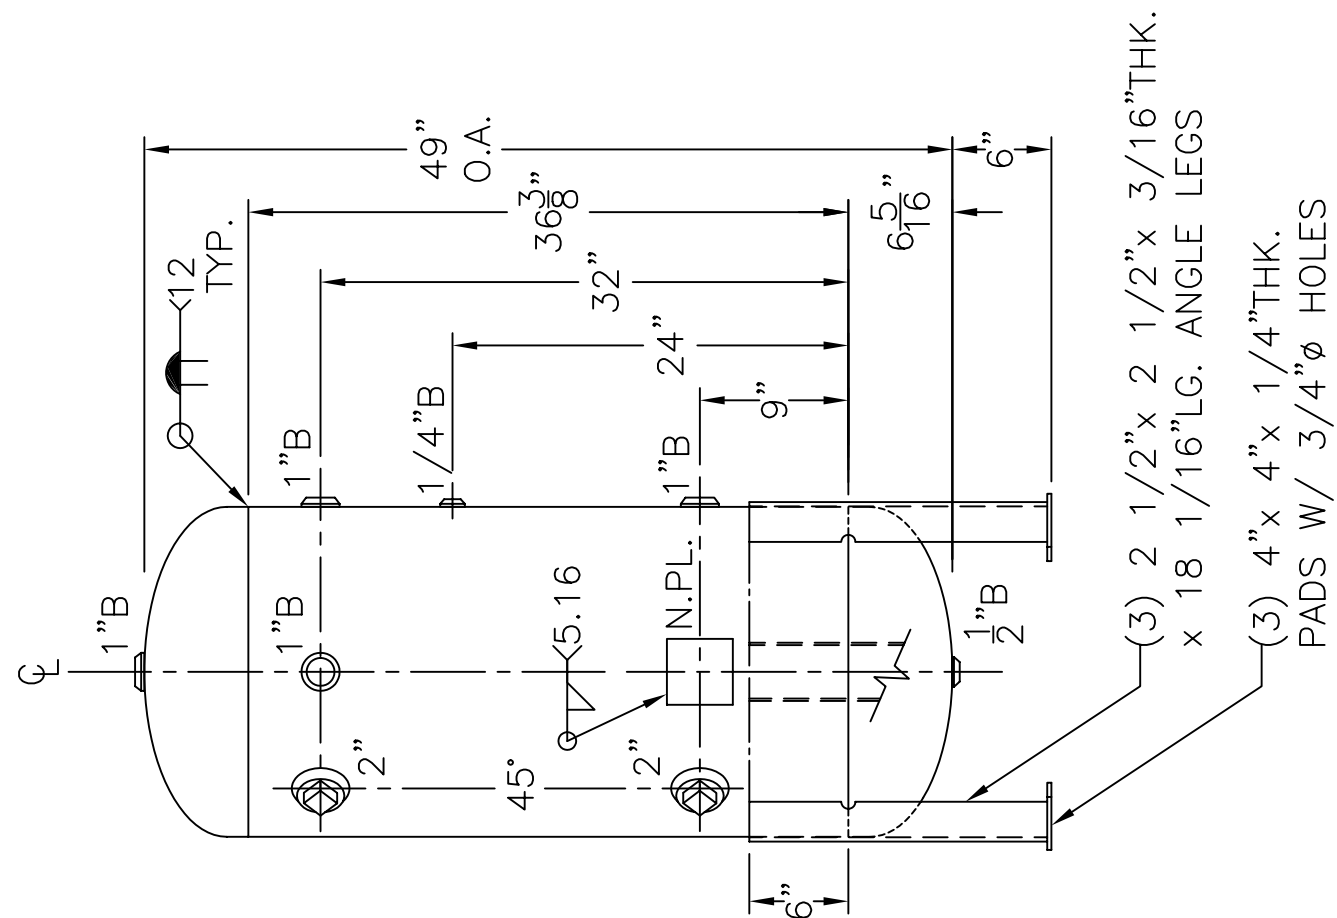 ℄
1"B
12
TYP.
49"
O.A.
36 3/8"
32"
24"
9"
6 5/16"
6"
1"B
1"B
1/4"B
1"B
N.PL.
5.16
2"
45°
2"
1/2"B
6"
(3) 2 1/2"x 2 1/2"x 3/16"THK.
x 18 1/16"LG. ANGLE LEGS
(3) 4"x 4"x 1/4"THK.
PADS W/ 3/4"ø HOLES